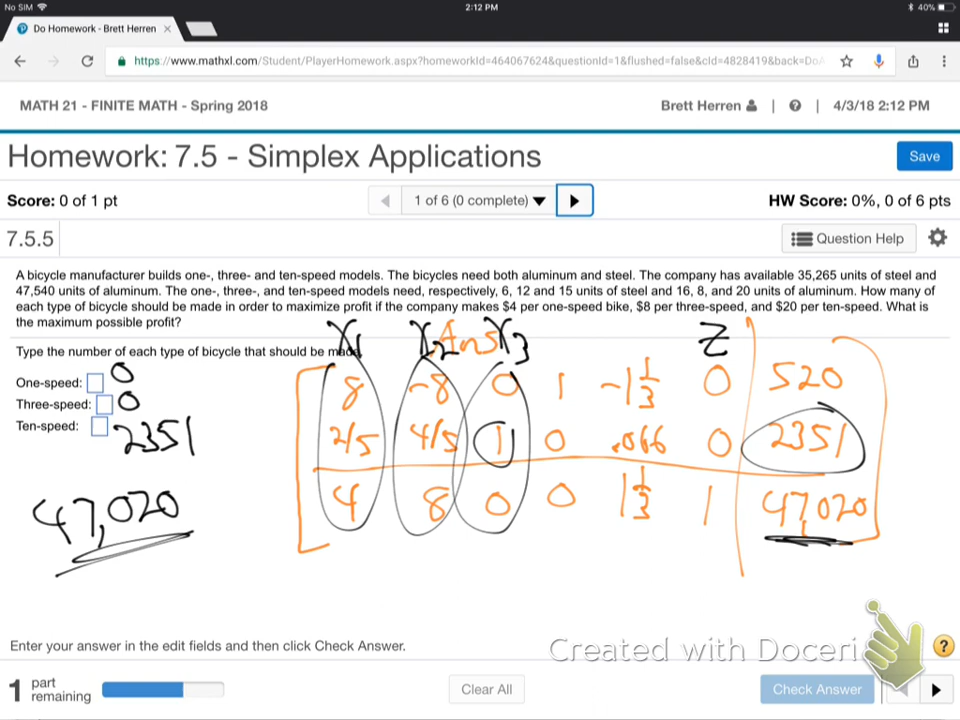 No SIM 2:12 PM 40%
Do Homework - Brett Herren ×
https://www.mathxl.com/Student/PlayerHomework.aspx?homeworkId=464067624&questionId=1&flushed=false&cId=4828419&back=DoA
MATH 21 - FINITE MATH - Spring 2018 Brett Herren ? | 4/3/18 2:12 PM
Homework: 7.5 - Simplex Applications Save
Score: 0 of 1 pt 1 of 6 (0 complete) HW Score: 0%, 0 of 6 pts
7.5.5 Question Help
A bicycle manufacturer builds one-, three- and ten-speed models. The bicycles need both aluminum and steel. The company has available 35,265 units of steel and
47,540 units of aluminum. The one-, three-, and ten-speed models need, respectively, 6, 12 and 15 units of steel and 16, 8, and 20 units of aluminum. How many of
each type of bicycle should be made in order to maximize profit if the company makes $4 per one-speed bike, $8 per three-speed, and $20 per ten-speed. What is
the maximum possible profit?
X1 X2 Ans X3 Z
Type the number of each type of bicycle that should be made.
One-speed: 0
Three-speed: 0
Ten-speed: 2351
47,020
8 -8 0 1 -1 1/3 0 520
2/5 4/5 1 0 .066 0 2351
4 8 0 0 1 1/3 1 47,020
Enter your answer in the edit fields and then click Check Answer.
Created with Doceri
?
1 part remaining Clear All Check Answer